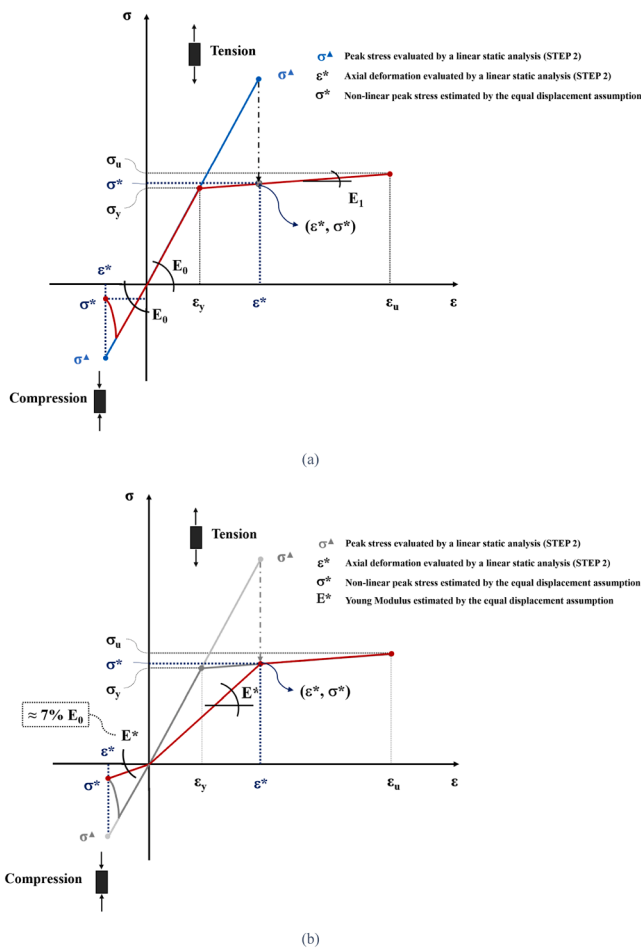 σ
Tension
σ▲
σ▲ Peak stress evaluated by a linear static analysis (STEP 2)
ε* Axial deformation evaluated by a linear static analysis (STEP 2)
σ* Non-linear peak stress estimated by the equal displacement assumption
σu
σ*
σy
E1
(ε*, σ*)
ε*
E0
σ*
E0
εy
ε*
εu
ε
σ▲
Compression
(a)
σ
Tension
σ▲
σ▲ Peak stress evaluated by a linear static analysis (STEP 2)
ε* Axial deformation evaluated by a linear static analysis (STEP 2)
σ* Non-linear peak stress estimated by the equal displacement assumption
E* Young Modulus estimated by the equal displacement assumption
σu
σ*
σy
E*
(ε*, σ*)
≈ 7% E0
E*
ε*
σ*
εy
ε*
εu
ε
σ▲
Compression
(b)